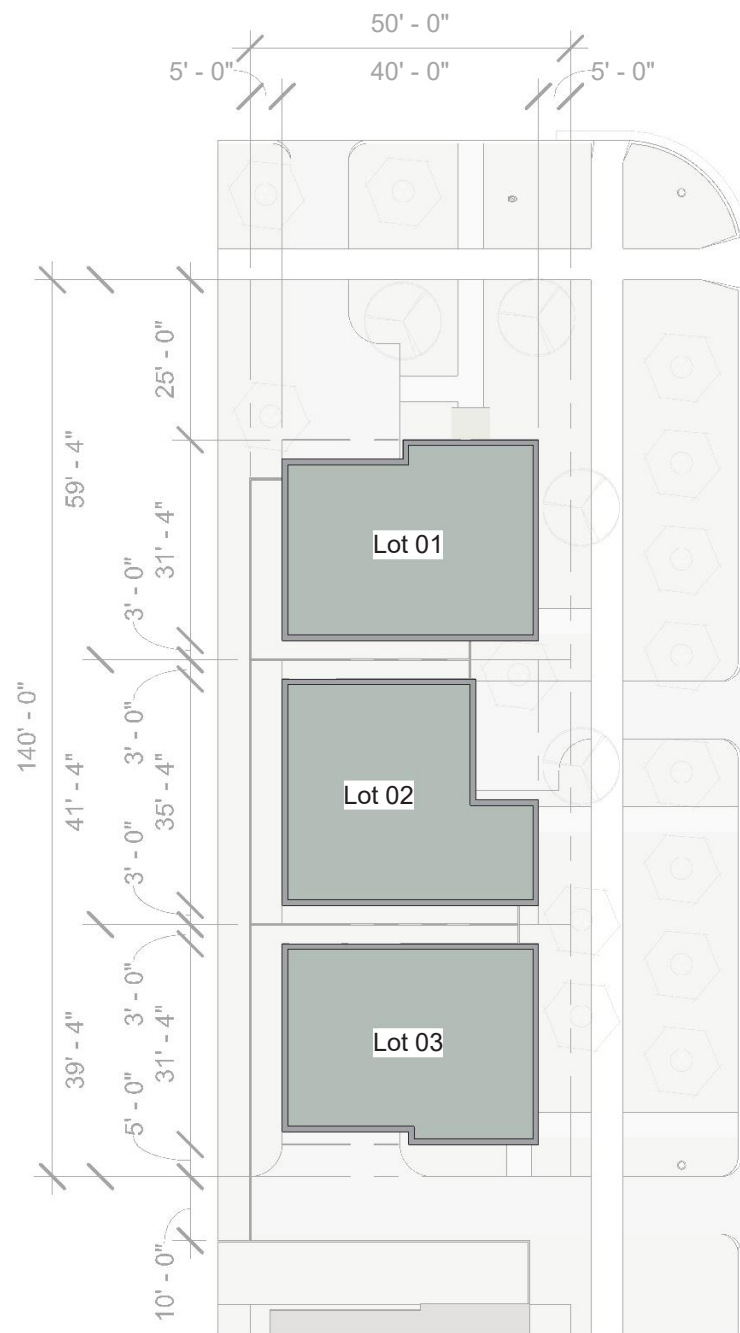 50' - 0"
5' - 0"
40' - 0"
5' - 0"
25' - 0"
59' - 4"
31' - 4"
Lot 01
3' - 0"
140' - 0"
3' - 0"
41' - 4"
35' - 4"
Lot 02
3' - 0"
3' - 0"
39' - 4"
31' - 4"
Lot 03
5' - 0"
10' - 0"